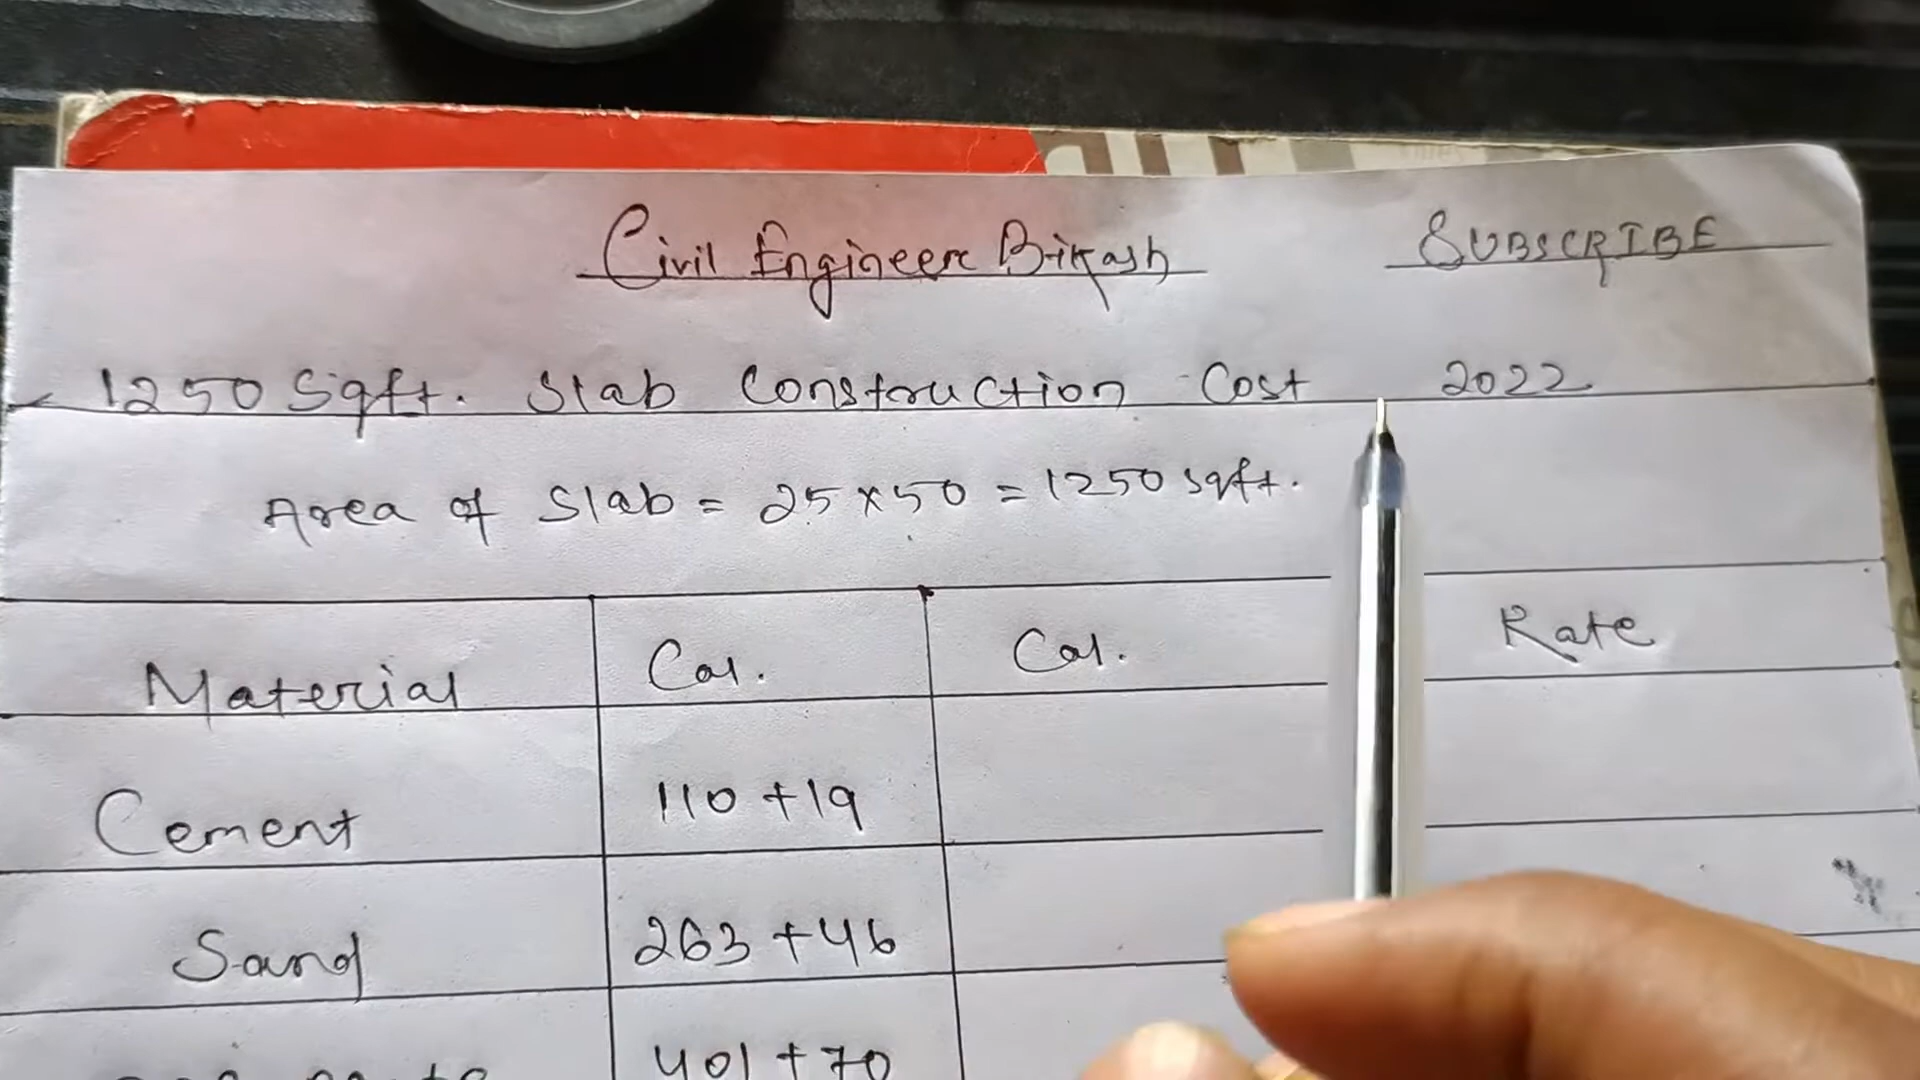 Civil Engineer Bikash SUBSCRIBE
1250 Sqft. Slab Construction Cost 2022
Area of Slab = 25 × 50 = 1250 sqft.
Material Cal. Cal. Rate
Cement 110 + 19
Sand 263 + 46
401 + 70